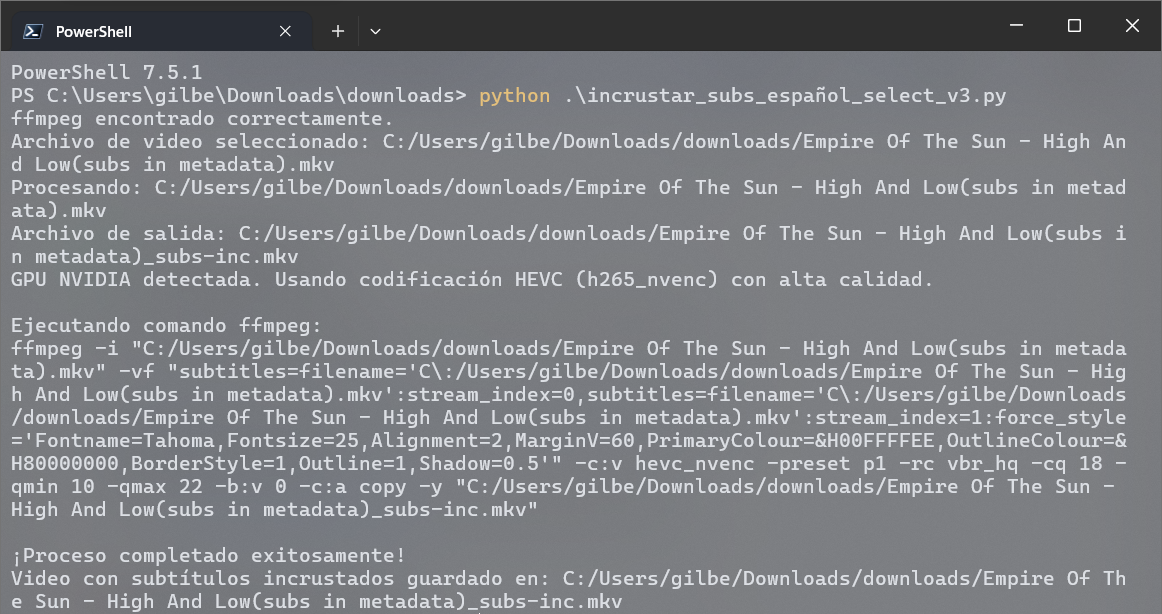 PowerShell
PowerShell 7.5.1
PS C:\Users\gilbe\Downloads\downloads> python .\incrustar_subs_español_select_v3.py
ffmpeg encontrado correctamente.
Archivo de video seleccionado: C:/Users/gilbe/Downloads/downloads/Empire Of The Sun - High An
d Low(subs in metadata).mkv
Procesando: C:/Users/gilbe/Downloads/downloads/Empire Of The Sun - High And Low(subs in metad
ata).mkv
Archivo de salida: C:/Users/gilbe/Downloads/downloads/Empire Of The Sun - High And Low(subs i
n metadata)_subs-inc.mkv
GPU NVIDIA detectada. Usando codificación HEVC (h265_nvenc) con alta calidad.

Ejecutando comando ffmpeg:
ffmpeg -i "C:/Users/gilbe/Downloads/downloads/Empire Of The Sun - High And Low(subs in metada
ta).mkv" -vf "subtitles=filename='C\:/Users/gilbe/Downloads/downloads/Empire Of The Sun - Hig
h And Low(subs in metadata).mkv':stream_index=0,subtitles=filename='C\:/Users/gilbe/Downloads
/downloads/Empire Of The Sun - High And Low(subs in metadata).mkv':stream_index=1:force_style
='Fontname=Tahoma,Fontsize=25,Alignment=2,MarginV=60,PrimaryColour=&H00FFFFEE,OutlineColour=&
H80000000,BorderStyle=1,Outline=1,Shadow=0.5'" -c:v hevc_nvenc -preset p1 -rc vbr_hq -cq 18 -
qmin 10 -qmax 22 -b:v 0 -c:a copy -y "C:/Users/gilbe/Downloads/downloads/Empire Of The Sun -
High And Low(subs in metadata)_subs-inc.mkv"

¡Proceso completado exitosamente!
Video con subtítulos incrustados guardado en: C:/Users/gilbe/Downloads/downloads/Empire Of Th
e Sun - High And Low(subs in metadata)_subs-inc.mkv